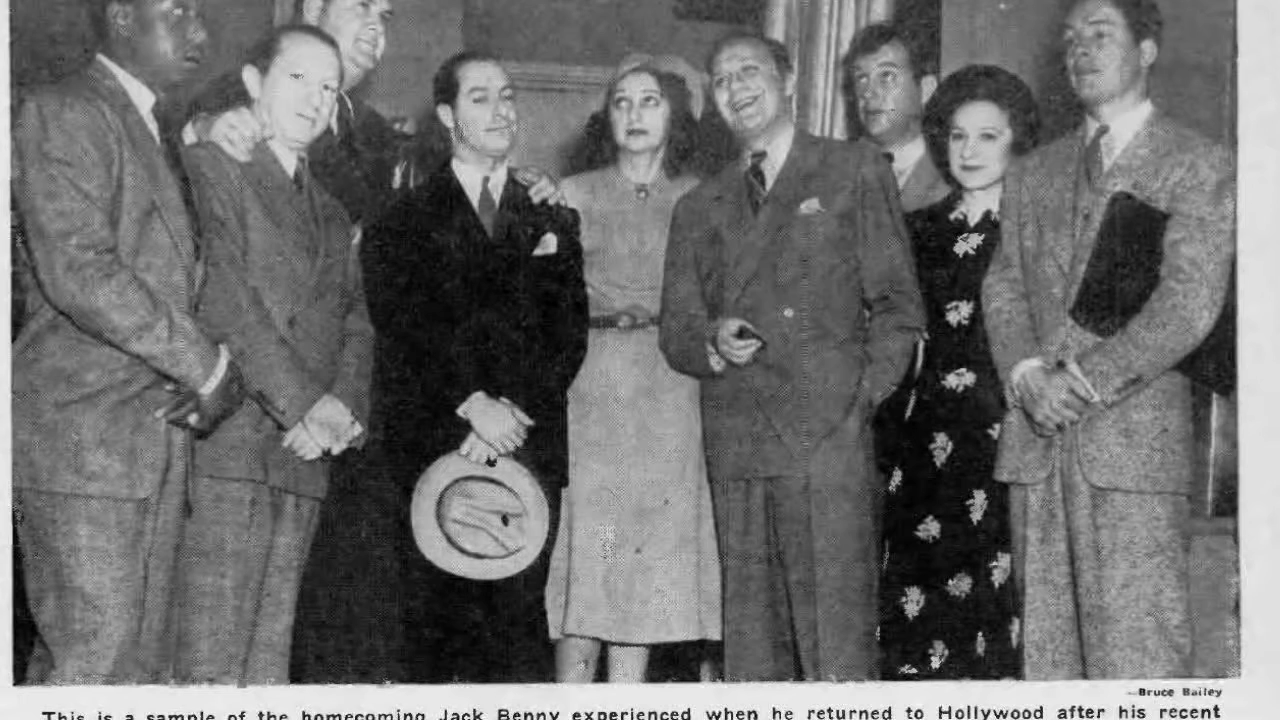 —Bruce Bailey
This is a sample of the homecoming Jack Benny experienced when he returned to Hollywood after his recent